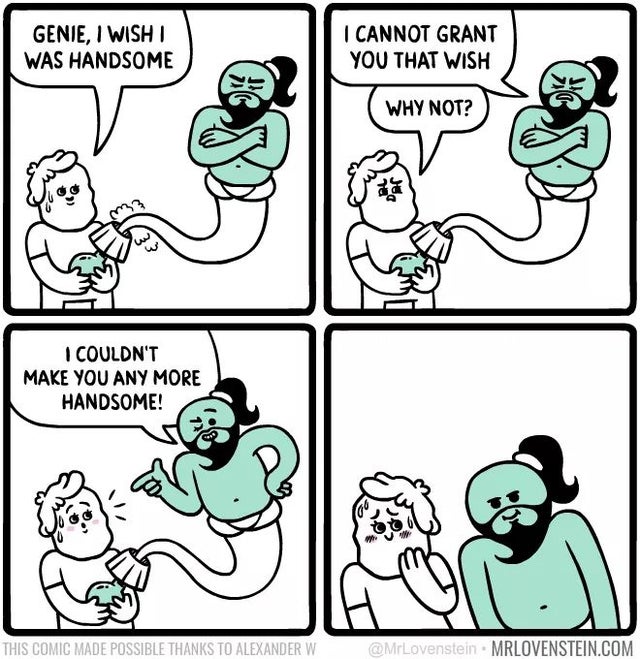 GENIE, I WISH I
WAS HANDSOME
I CANNOT GRANT
YOU THAT WISH
WHY NOT?
I COULDN'T
MAKE YOU ANY MORE
HANDSOME!
THIS COMIC MADE POSSIBLE THANKS TO ALEXANDER W
@MrLovenstein • MRLOVENSTEIN.COM